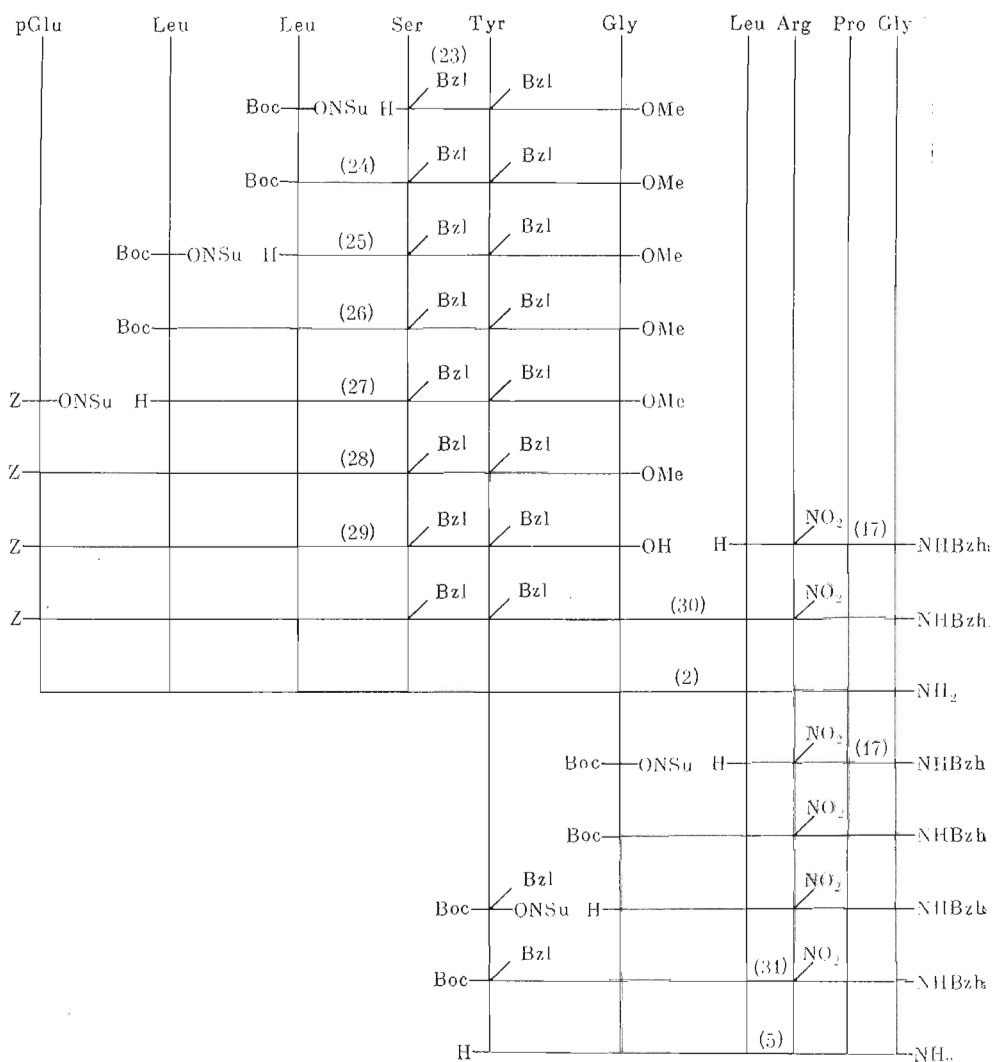 pGlu Leu Leu Ser Tyr Gly Leu Arg Pro Gly
(23)
Bzl Bzl
Boc ONSu H OMe
(24) Bzl Bzl
Boc OMe
(25) Bzl Bzl
Boc ONSu H OMe
(26) Bzl Bzl
Boc OMe
(27) Bzl Bzl
Z ONSu H OMe
(28) Bzl Bzl
Z OMe
(29) Bzl Bzl NO₂ (17)
Z OH H NHBzh
Bzl Bzl (30) NO₂
Z NHBzh
(2)
NH₂
NO₂ (17)
Boc ONSu H NHBzh
NO₂
Boc NHBzh
Bzl NO₂
Boc ONSu H NHBzh
Bzl (31) NO₂
Boc NHBzh
(5)
H NH₂